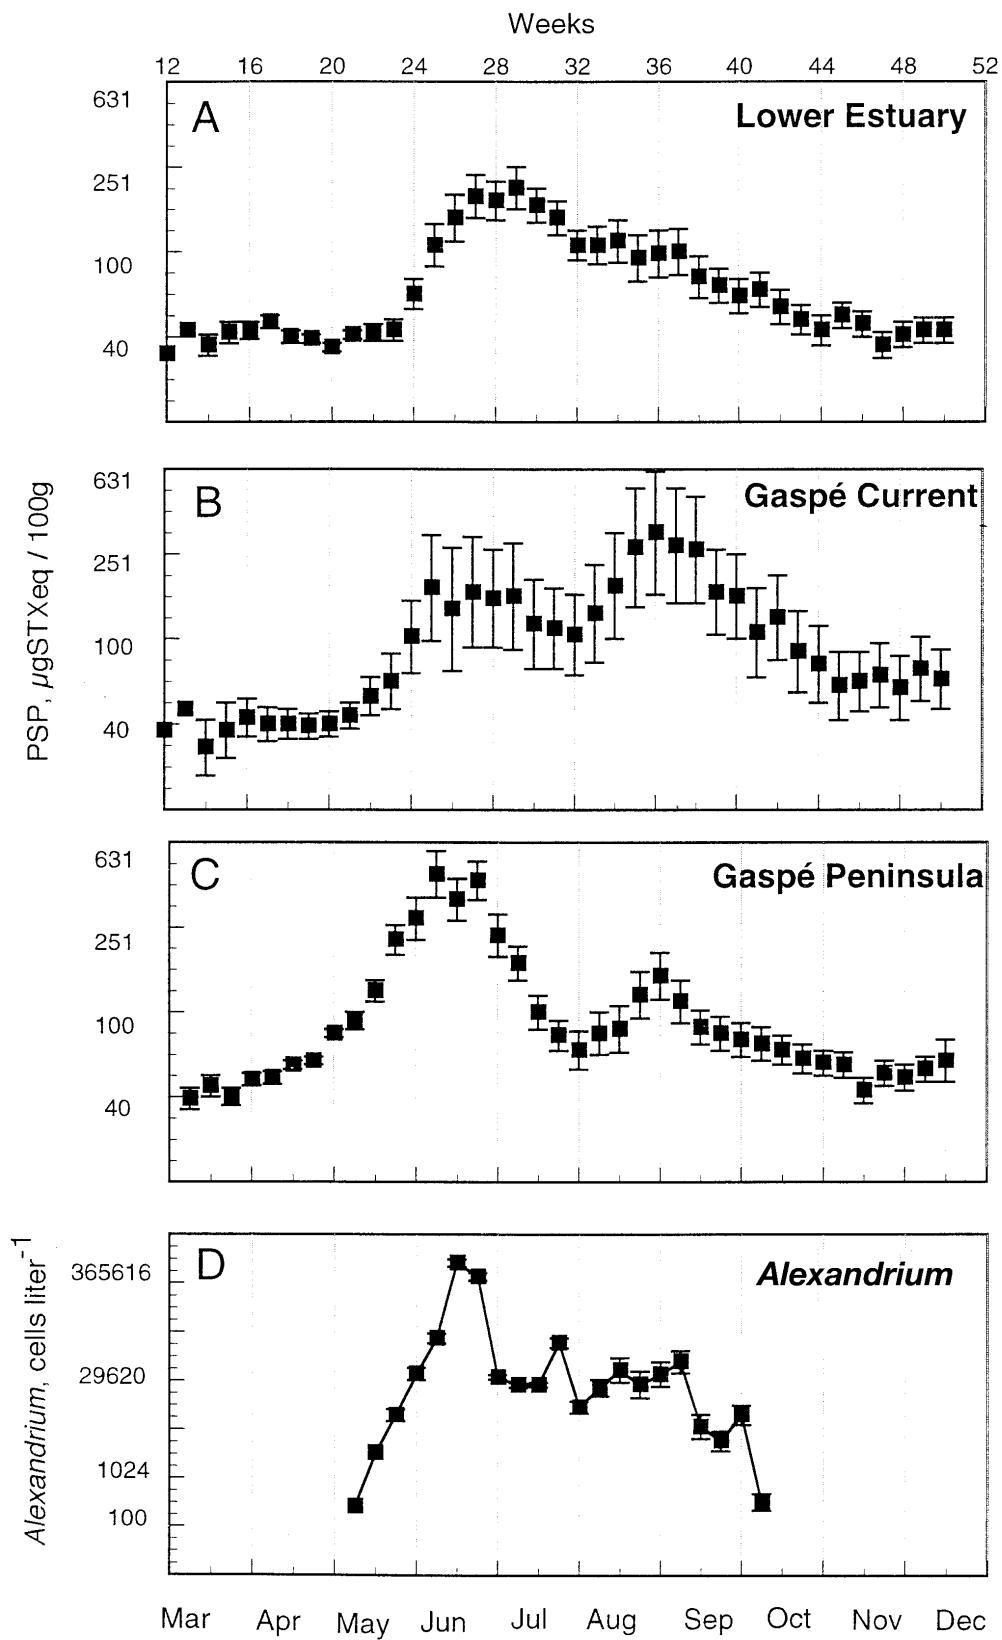 Weeks
12 16 20 24 28 32 36 40 44 48 52
631
A
Lower Estuary
251
100
40
PSP, µgSTXeq / 100g
631
B
Gaspé Current
251
100
40
631
C
Gaspé Peninsula
251
100
40
Alexandrium, cells liter-1
365616
D
Alexandrium
29620
1024
100
Mar Apr May Jun Jul Aug Sep Oct Nov Dec